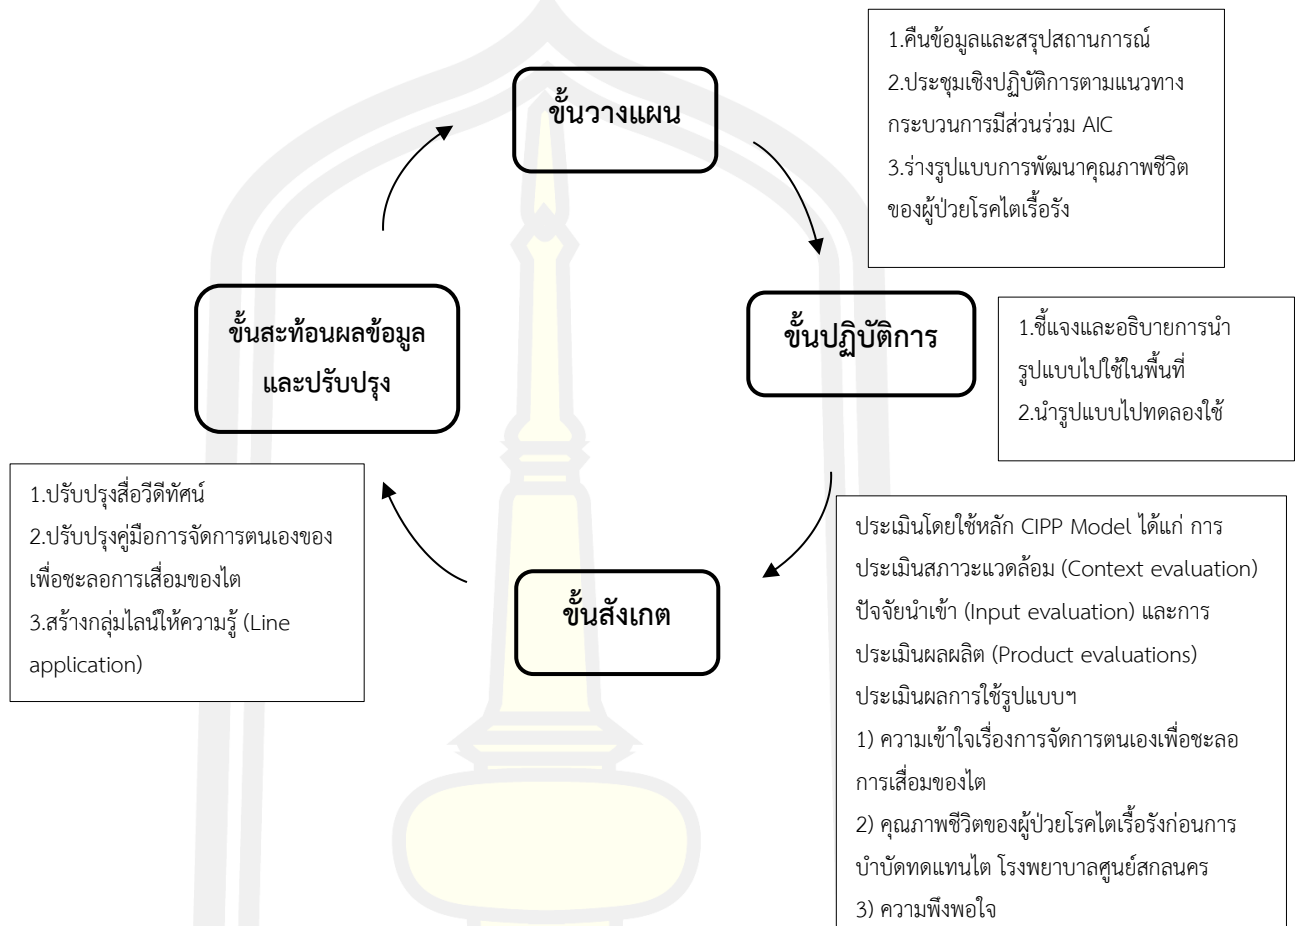 ขั้นวางแผน
1.คืนข้อมูลและสรุปสถานการณ์
2.ประชุมเชิงปฏิบัติการตามแนวทาง
กระบวนการมีส่วนร่วม AIC
3.ร่างรูปแบบการพัฒนาคุณภาพชีวิต
ของผู้ป่วยโรคไตเรื้อรัง
ขั้นปฏิบัติการ
1.ชี้แจงและอธิบายการนำ
รูปแบบไปใช้ในพื้นที่
2.นำรูปแบบไปทดลองใช้
ขั้นสังเกต
ประเมินโดยใช้หลัก CIPP Model ได้แก่ การ
ประเมินสภาวะแวดล้อม (Context evaluation)
ปัจจัยนำเข้า (Input evaluation) และการ
ประเมินผลผลิต (Product evaluations)
ประเมินผลการใช้รูปแบบฯ
1) ความเข้าใจเรื่องการจัดการตนเองเพื่อชะลอ
การเสื่อมของไต
2) คุณภาพชีวิตของผู้ป่วยโรคไตเรื้อรังก่อนการ
บำบัดทดแทนไต โรงพยาบาลศูนย์สกลนคร
3) ความพึงพอใจ
ขั้นสะท้อนผลข้อมูล
และปรับปรุง
1.ปรับปรุงสื่อวีดีทัศน์
2.ปรับปรุงคู่มือการจัดการตนเองของ
เพื่อชะลอการเสื่อมของไต
3.สร้างกลุ่มไลน์ให้ความรู้ (Line
application)